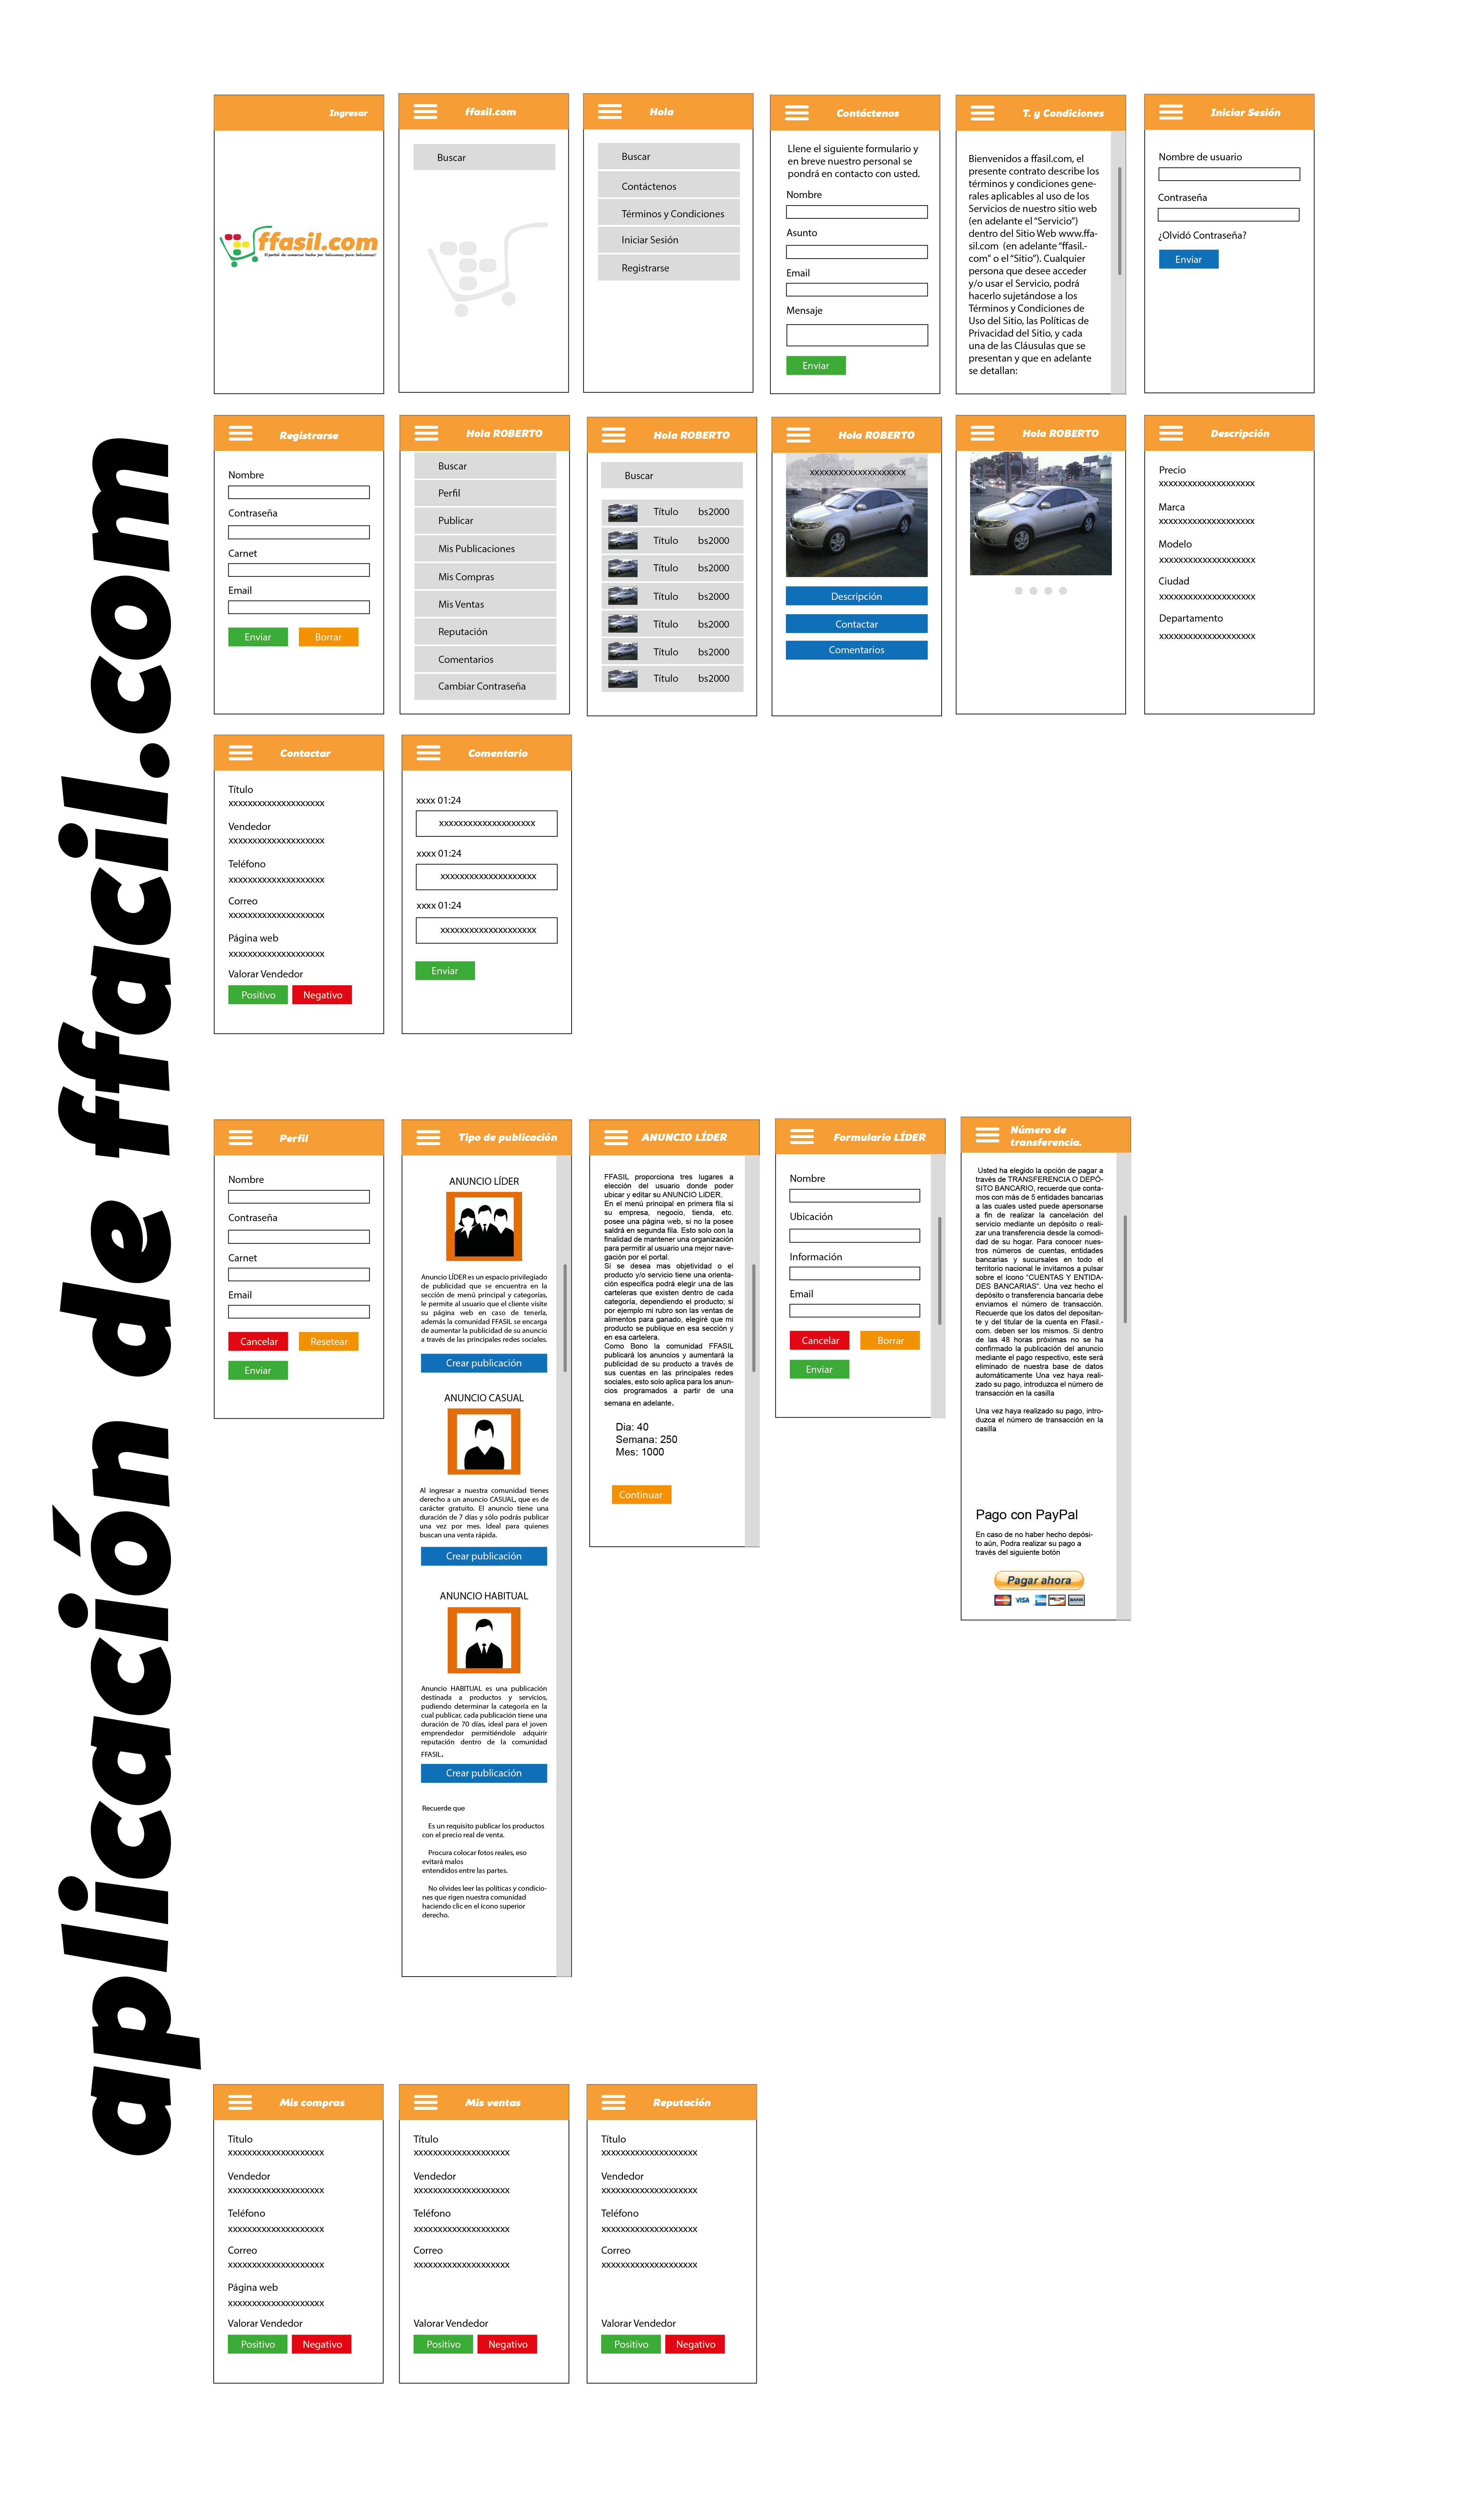 aplicación de ffacil.com
Ingresar
ffasil.com
ffasil.com
Buscar
Hola
Buscar
Contáctenos
Términos y Condiciones
Iniciar Sesión
Registrarse
Contáctenos
Llene el siguiente formulario y
en breve nuestro personal se
pondrá en contacto con usted.
Nombre
Asunto
Email
Mensaje
Enviar
T. y Condiciones
Bienvenidos a ffasil.com, el
presente contrato describe los
términos y condiciones gene-
rales aplicables al uso de los
Servicios de nuestro sitio web
(en adelante el “Servicio”)
dentro del Sitio Web www.ffa-
sil.com (en adelante “ffasil.-
com" o el “Sitio”). Cualquier
persona que desee acceder
y/o usar el Servicio, podrá
hacerlo sujetándose a los
Términos y Condiciones de
Uso del Sitio, las Políticas de
Privacidad del Sitio, y cada
una de las Cláusulas que se
presentan y que en adelante
se detallan:
Iniciar Sesión
Nombre de usuario
Contraseña
¿Olvidó Contraseña?
Enviar
Registrarse
Nombre
Contraseña
Carnet
Email
Enviar Borrar
Hola ROBERTO
Buscar
Perfil
Publicar
Mis Publicaciones
Mis Compras
Mis Ventas
Reputación
Comentarios
Cambiar Contraseña
Hola ROBERTO
Buscar
Título bs2000
Título bs2000
Título bs2000
Título bs2000
Título bs2000
Título bs2000
Título bs2000
Hola ROBERTO
xxxxxxxxxxxxxxxxxxxx
Descripción
Contactar
Comentarios
Hola ROBERTO
Descripción
Precio
xxxxxxxxxxxxxxxxxxxx
Marca
xxxxxxxxxxxxxxxxxxxx
Modelo
xxxxxxxxxxxxxxxxxxxx
Ciudad
xxxxxxxxxxxxxxxxxxxx
Departamento
xxxxxxxxxxxxxxxxxxxx
Contactar
Título
xxxxxxxxxxxxxxxxxxxx
Vendedor
xxxxxxxxxxxxxxxxxxxx
Teléfono
xxxxxxxxxxxxxxxxxxxx
Correo
xxxxxxxxxxxxxxxxxxxx
Página web
xxxxxxxxxxxxxxxxxxxx
Valorar Vendedor
Positivo Negativo
Comentario
xxxx 01:24
xxxxxxxxxxxxxxxxxxxx
xxxx 01:24
xxxxxxxxxxxxxxxxxxxx
xxxx 01:24
xxxxxxxxxxxxxxxxxxxx
Enviar
Perfil
Nombre
Contraseña
Carnet
Email
Cancelar Resetear
Enviar
Tipo de publicación
ANUNCIO LÍDER
Anuncio LÍDER es un espacio privilegiado
de publicidad que se encuentra en la
sección de menú principal y categorías,
le permite al usuario que el cliente visite
su página web en caso de tenerla,
además la comunidad FFASIL se encarga
de aumentar la publicidad de su anuncio
a través de las principales redes sociales.
Crear publicación
ANUNCIO CASUAL
Al ingresar a nuestra comunidad tienes
derecho a un anuncio CASUAL, que es de
carácter gratuito. El anuncio tiene una
duración de 7 días y sólo podrás publicar
una vez por mes. Ideal para quienes
buscan una venta rápida.
Crear publicación
ANUNCIO HABITUAL
Anuncio HABITUAL es una publicación
destinada a productos y servicios,
pudiendo determinar la categoría en la
cual publicar, cada publicación tiene una
duración de 70 días, ideal para el joven
emprendedor permitiéndole adquirir
reputación dentro de la comunidad
FFASIL.
Crear publicación
Recuerde que
Es un requisito publicar los productos
con el precio real de venta.
Procura colocar fotos reales, eso
evitará malos
entendidos entre las partes.
No olvides leer las políticas y condicio-
nes que rigen nuestra comunidad
haciendo clic en el ícono superior
derecho.
ANUNCIO LÍDER
FFASIL proporciona tres lugares a
elección del usuario donde poder
ubicar y editar su ANUNCIO LíDER.
En el menú principal en primera fila si
su empresa, negocio, tienda, etc.
posee una página web, si no la posee
saldrá en segunda fila. Esto solo con la
finalidad de mantener una organización
para permitir al usuario una mejor nave-
gación por el portal.
Si se desea mas objetividad o el
producto y/o servicio tiene una orienta-
ción especifica podrá elegir una de las
carteleras que existen dentro de cada
categoría, dependiendo el producto; si
por ejemplo mi rubro son las ventas de
alimentos para ganado, elegiré que mi
producto se publique en esa sección y
en esa cartelera.
Como Bono la comunidad FFASIL
publicará los anuncios y aumentará la
publicidad de su producto a través de
sus cuentas en las principales redes
sociales, esto solo aplica para los anun-
cios programados a partir de una
semana en adelante.
Dia: 40
Semana: 250
Mes: 1000
Continuar
Formulario LÍDER
Nombre
Ubicación
Información
Email
Cancelar Borrar
Enviar
Número de
transferencia.
Usted ha elegido la opción de pagar a
través de TRANSFERENCIA O DEPÓ-
SITO BANCARIO, recuerde que conta-
mos con más de 5 entidades bancarias
a las cuales usted puede apersonarse
a fin de realizar la cancelación del
servicio mediante un depósito o reali-
zar una transferencia desde la comodi-
dad de su hogar. Para conocer nues-
tros números de cuentas, entidades
bancarias y sucursales en todo el
territorio nacional le invitamos a pulsar
sobre el ícono “CUENTAS Y ENTIDA-
DES BANCARIAS”. Una vez hecho el
depósito o transferencia bancaria debe
enviarnos el número de transacción.
Recuerde que los datos del depositan-
te y del titular de la cuenta en Ffasil.-
com. deben ser los mismos. Si dentro
de las 48 horas próximas no se ha
confirmado la publicación del anuncio
mediante el pago respectivo, este será
eliminado de nuestra base de datos
automáticamente Una vez haya reali-
zado su pago, introduzca el número de
transacción en la casilla
Una vez haya realizado su pago, intro-
duzca el número de transacción en la
casilla
Pago con PayPal
En caso de no haber hecho depósi-
to aún, Podra realizar su pago a
través del siguiente botón
Pagar ahora
VISA
BANK
Mis compras
Título
xxxxxxxxxxxxxxxxxxxx
Vendedor
xxxxxxxxxxxxxxxxxxxx
Teléfono
xxxxxxxxxxxxxxxxxxxx
Correo
xxxxxxxxxxxxxxxxxxxx
Página web
xxxxxxxxxxxxxxxxxxxx
Valorar Vendedor
Positivo Negativo
Mis ventas
Título
xxxxxxxxxxxxxxxxxxxx
Vendedor
xxxxxxxxxxxxxxxxxxxx
Teléfono
xxxxxxxxxxxxxxxxxxxx
Correo
xxxxxxxxxxxxxxxxxxxx
Valorar Vendedor
Positivo Negativo
Reputación
Título
xxxxxxxxxxxxxxxxxxxx
Vendedor
xxxxxxxxxxxxxxxxxxxx
Teléfono
xxxxxxxxxxxxxxxxxxxx
Correo
xxxxxxxxxxxxxxxxxxxx
Valorar Vendedor
Positivo Negativo